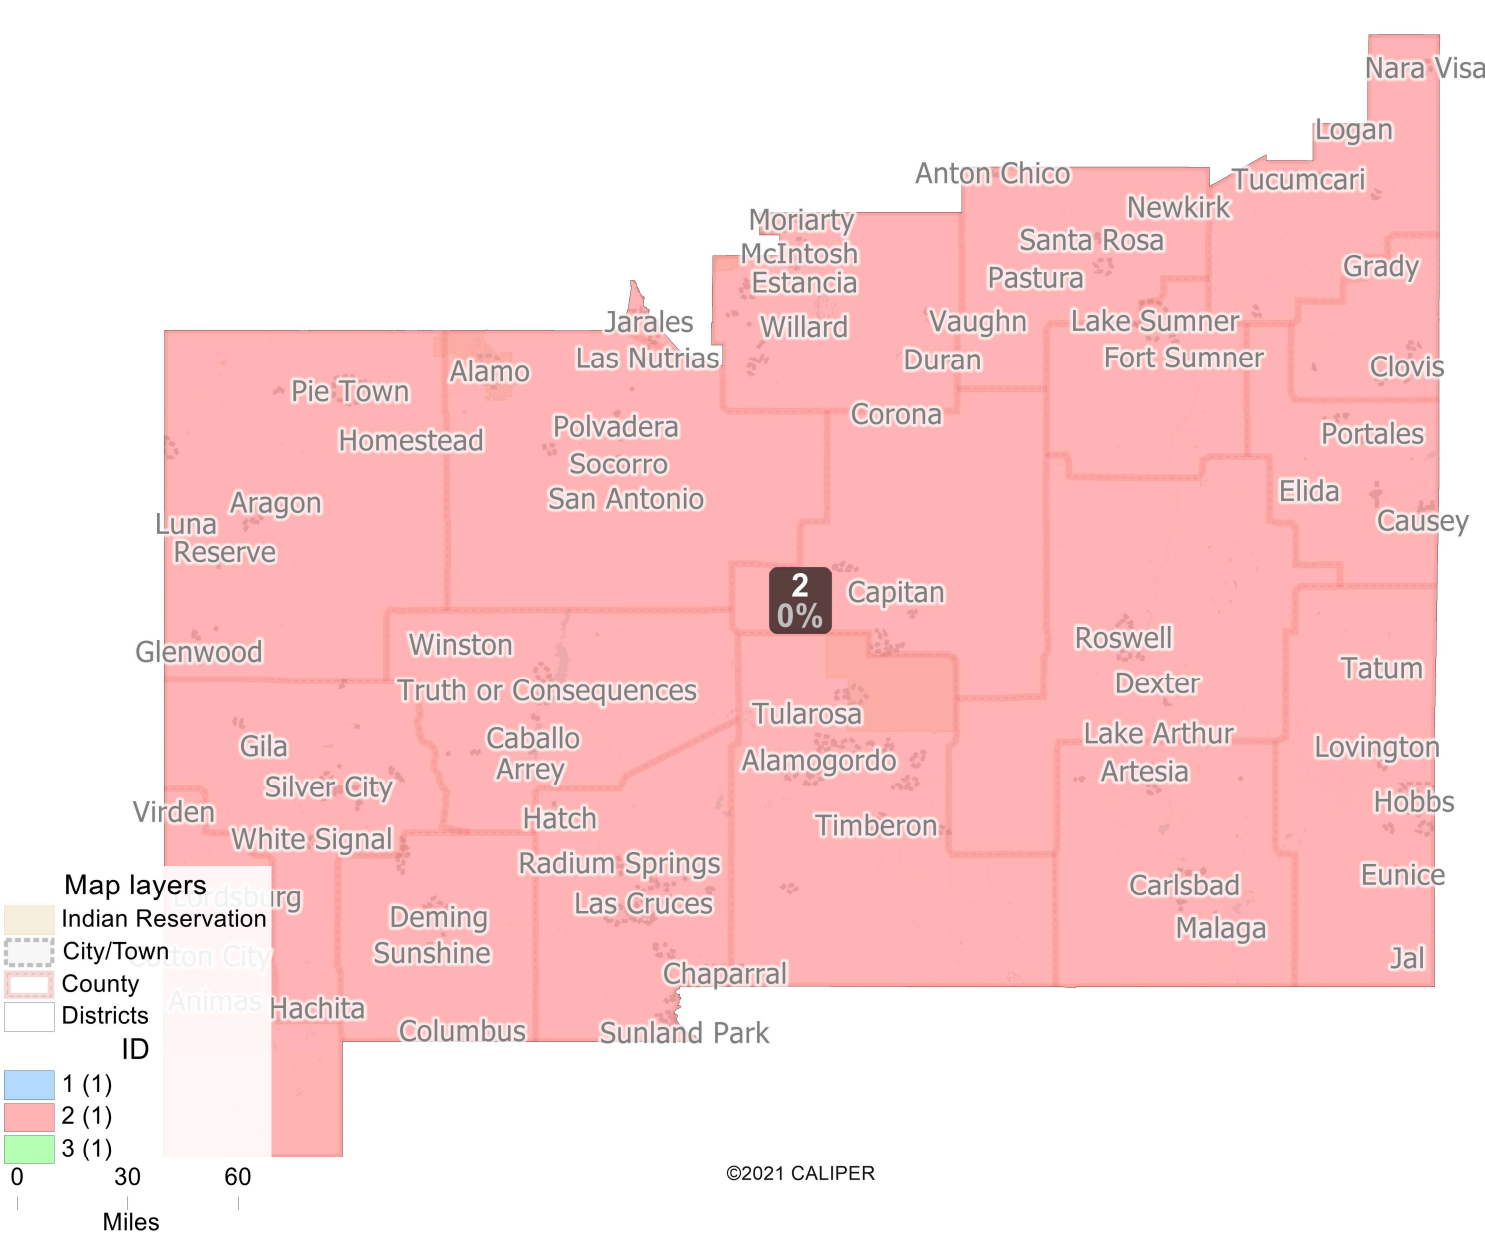 Nara Visa
Logan
Anton Chico
Tucumcari
Newkirk
Moriarty
Santa Rosa
McIntosh
Grady
Estancia
Pastura
Jarales
Willard
Vaughn
Lake Sumner
Las Nutrias
Duran
Fort Sumner
Clovis
Alamo
Pie Town
Corona
Polvadera
Portales
Homestead
Socorro
San Antonio
Elida
Aragon
Luna
Causey
Reserve
2
0%
Capitan
Glenwood
Winston
Roswell
Tatum
Truth or Consequences
Dexter
Tularosa
Caballo
Lake Arthur
Gila
Lovington
Arrey
Alamogordo
Artesia
Silver City
Hobbs
Virden
Hatch
Timberon
White Signal
Radium Springs
Eunice
Carlsbad
Lordsburg
Las Cruces
Deming
Malaga
Sunshine
Cotton City
Jal
Chaparral
Animas
Hachita
Columbus
Sunland Park
Map layers
Indian Reservation
City/Town
County
Districts
ID
1 (1)
2 (1)
3 (1)
0 30 60
Miles
©2021 CALIPER